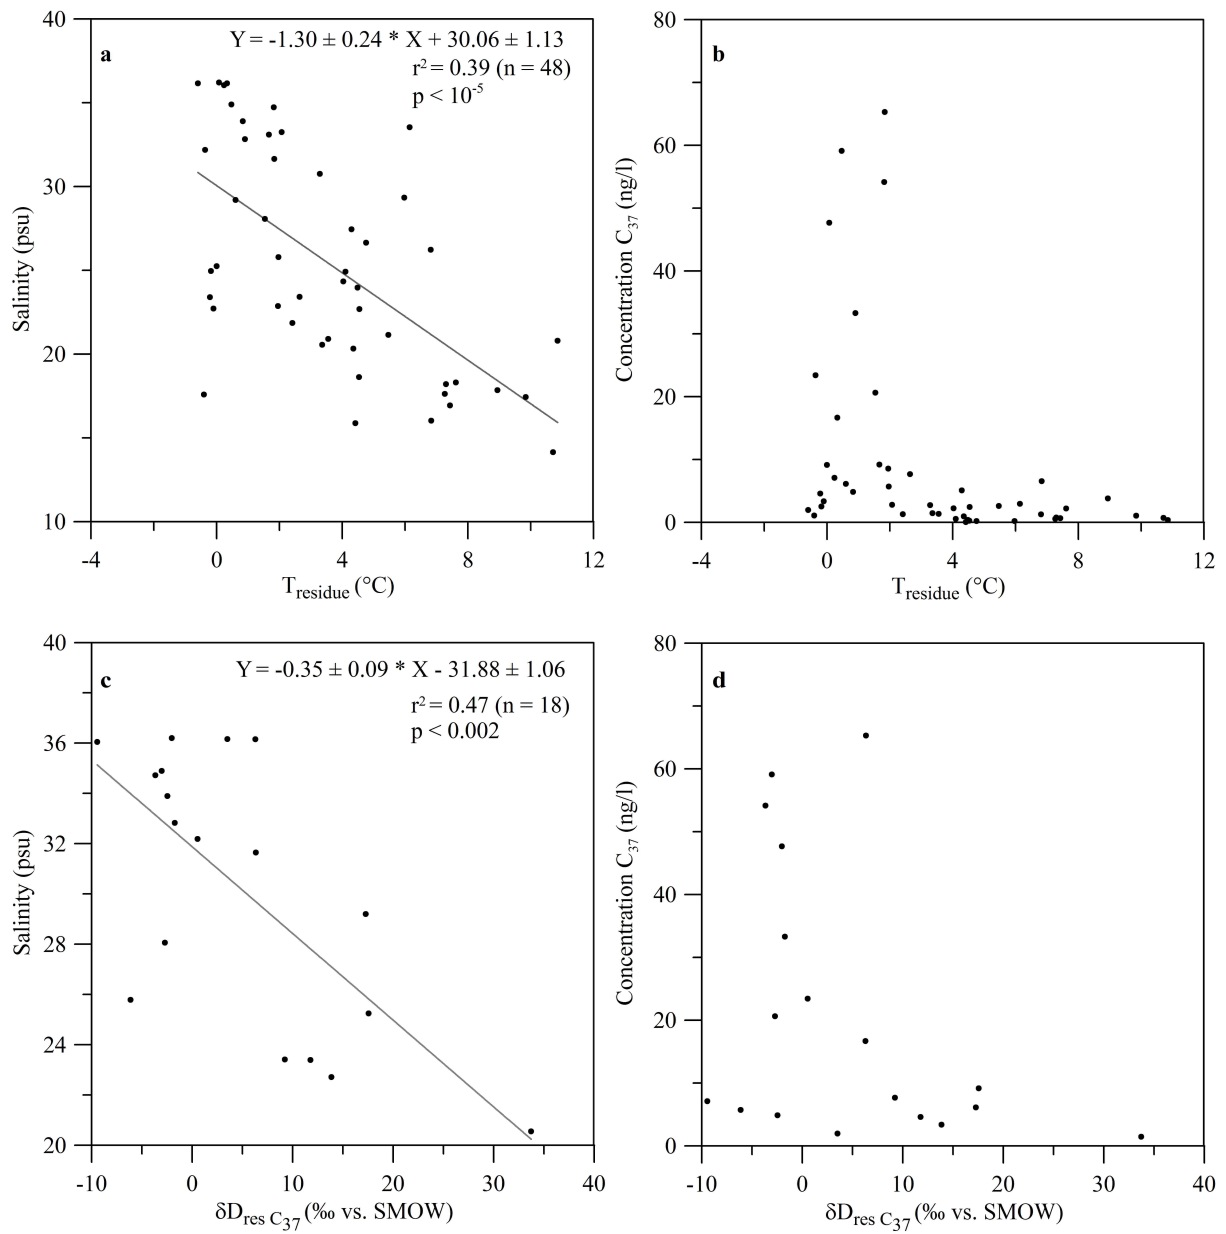 a
Y = -1.30 ± 0.24 * X + 30.06 ± 1.13
r² = 0.39 (n = 48)
p < 10⁻⁵
40
30
20
10
Salinity (psu)
-4 0 4 8 12
Tresidue (°C)
b
80
60
40
20
0
Concentration C37 (ng/l)
-4 0 4 8 12
Tresidue (°C)
c
Y = -0.35 ± 0.09 * X - 31.88 ± 1.06
r² = 0.47 (n = 18)
p < 0.002
40
36
32
28
24
20
Salinity (psu)
-10 0 10 20 30 40
δDres C37 (‰ vs. SMOW)
d
80
60
40
20
0
Concentration C37 (ng/l)
-10 0 10 20 30 40
δDres C37 (‰ vs. SMOW)